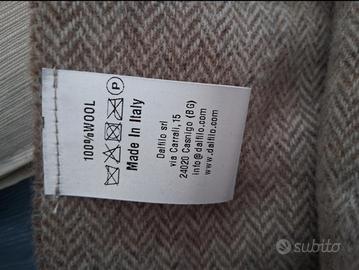 100%WOOL
P
Made in Italy
Dalfilo srl
via Carrali, 15
24020 Casnigo (BG)
info@dalfilo.com
www.dalfilo.com
subito